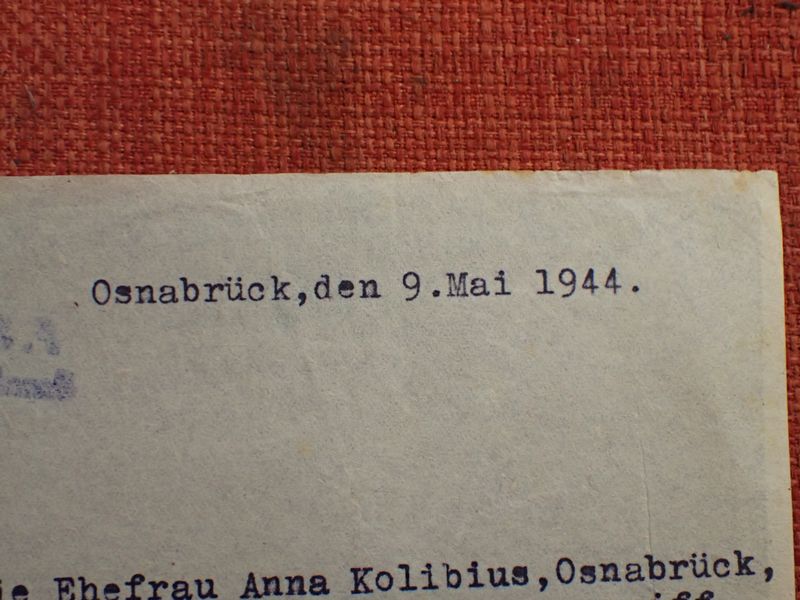 Osnabrück,den 9.Mai 1944.
Ehefrau Anna Kolibius,Osnabrück,